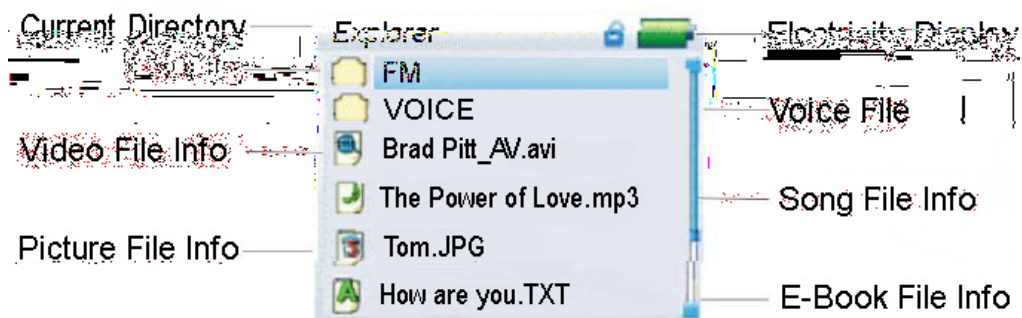 Current Directory
Explorer
Electricity Display
FM
VOICE
Voice File
Video File Info
Brad Pitt_AV.avi
The Power of Love.mp3
Song File Info
Picture File Info
Tom.JPG
How are you.TXT
E-Book File Info